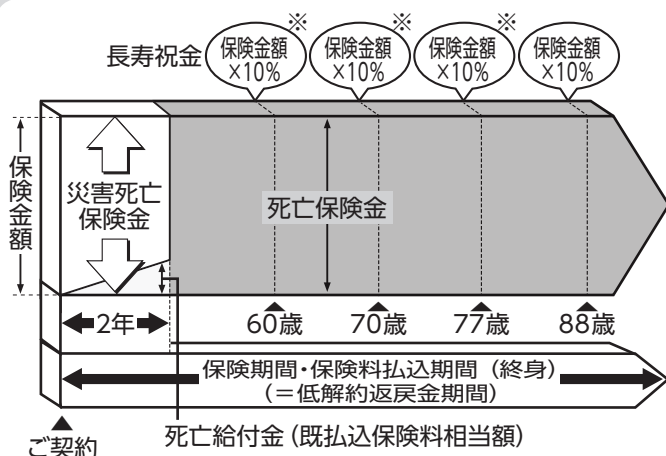 ※
※
※
長寿祝金
保険金額
×10%
保険金額
×10%
保険金額
×10%
保険金額
×10%
保険金額
災害死亡
保険金
死亡保険金
2年
60歳
70歳
77歳
88歳
保険期間・保険料払込期間（終身）
（＝低解約返戻金期間）
ご契約
死亡給付金（既払込保険料相当額）